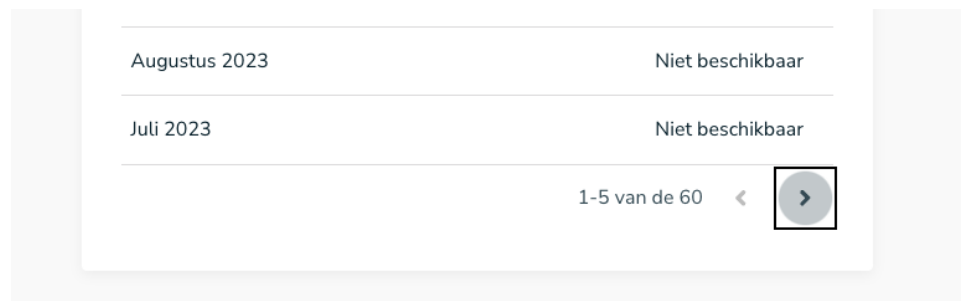 Augustus 2023 Niet beschikbaar
Juli 2023 Niet beschikbaar
1-5 van de 60